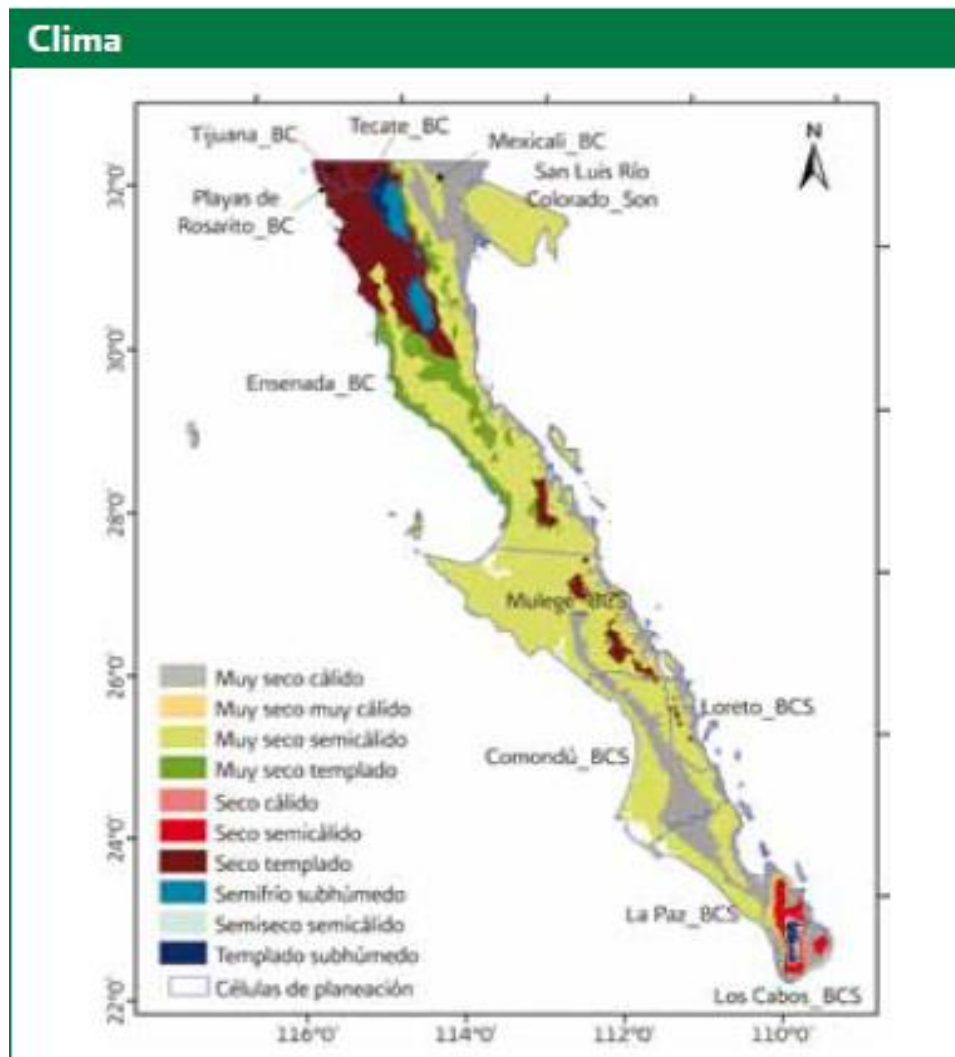 Clima
Tijuana_BC
Tecate_BC
Mexicali_BC
N
San Luis Río
Colorado_Son
Playas de
Rosarito_BC
Ensenada_BC
Mulegé_BCS
Loreto_BCS
Comondú_BCS
La Paz_BCS
Los Cabos_BCS
32°0'
30°0'
28°0'
26°0'
24°0'
22°0'
Muy seco cálido
Muy seco muy cálido
Muy seco semicálido
Muy seco templado
Seco cálido
Seco semicálido
Seco templado
Semifrío subhúmedo
Semiseco semicálido
Templado subhúmedo
Células de planeación
116°0'
114°0'
112°0'
110°0'